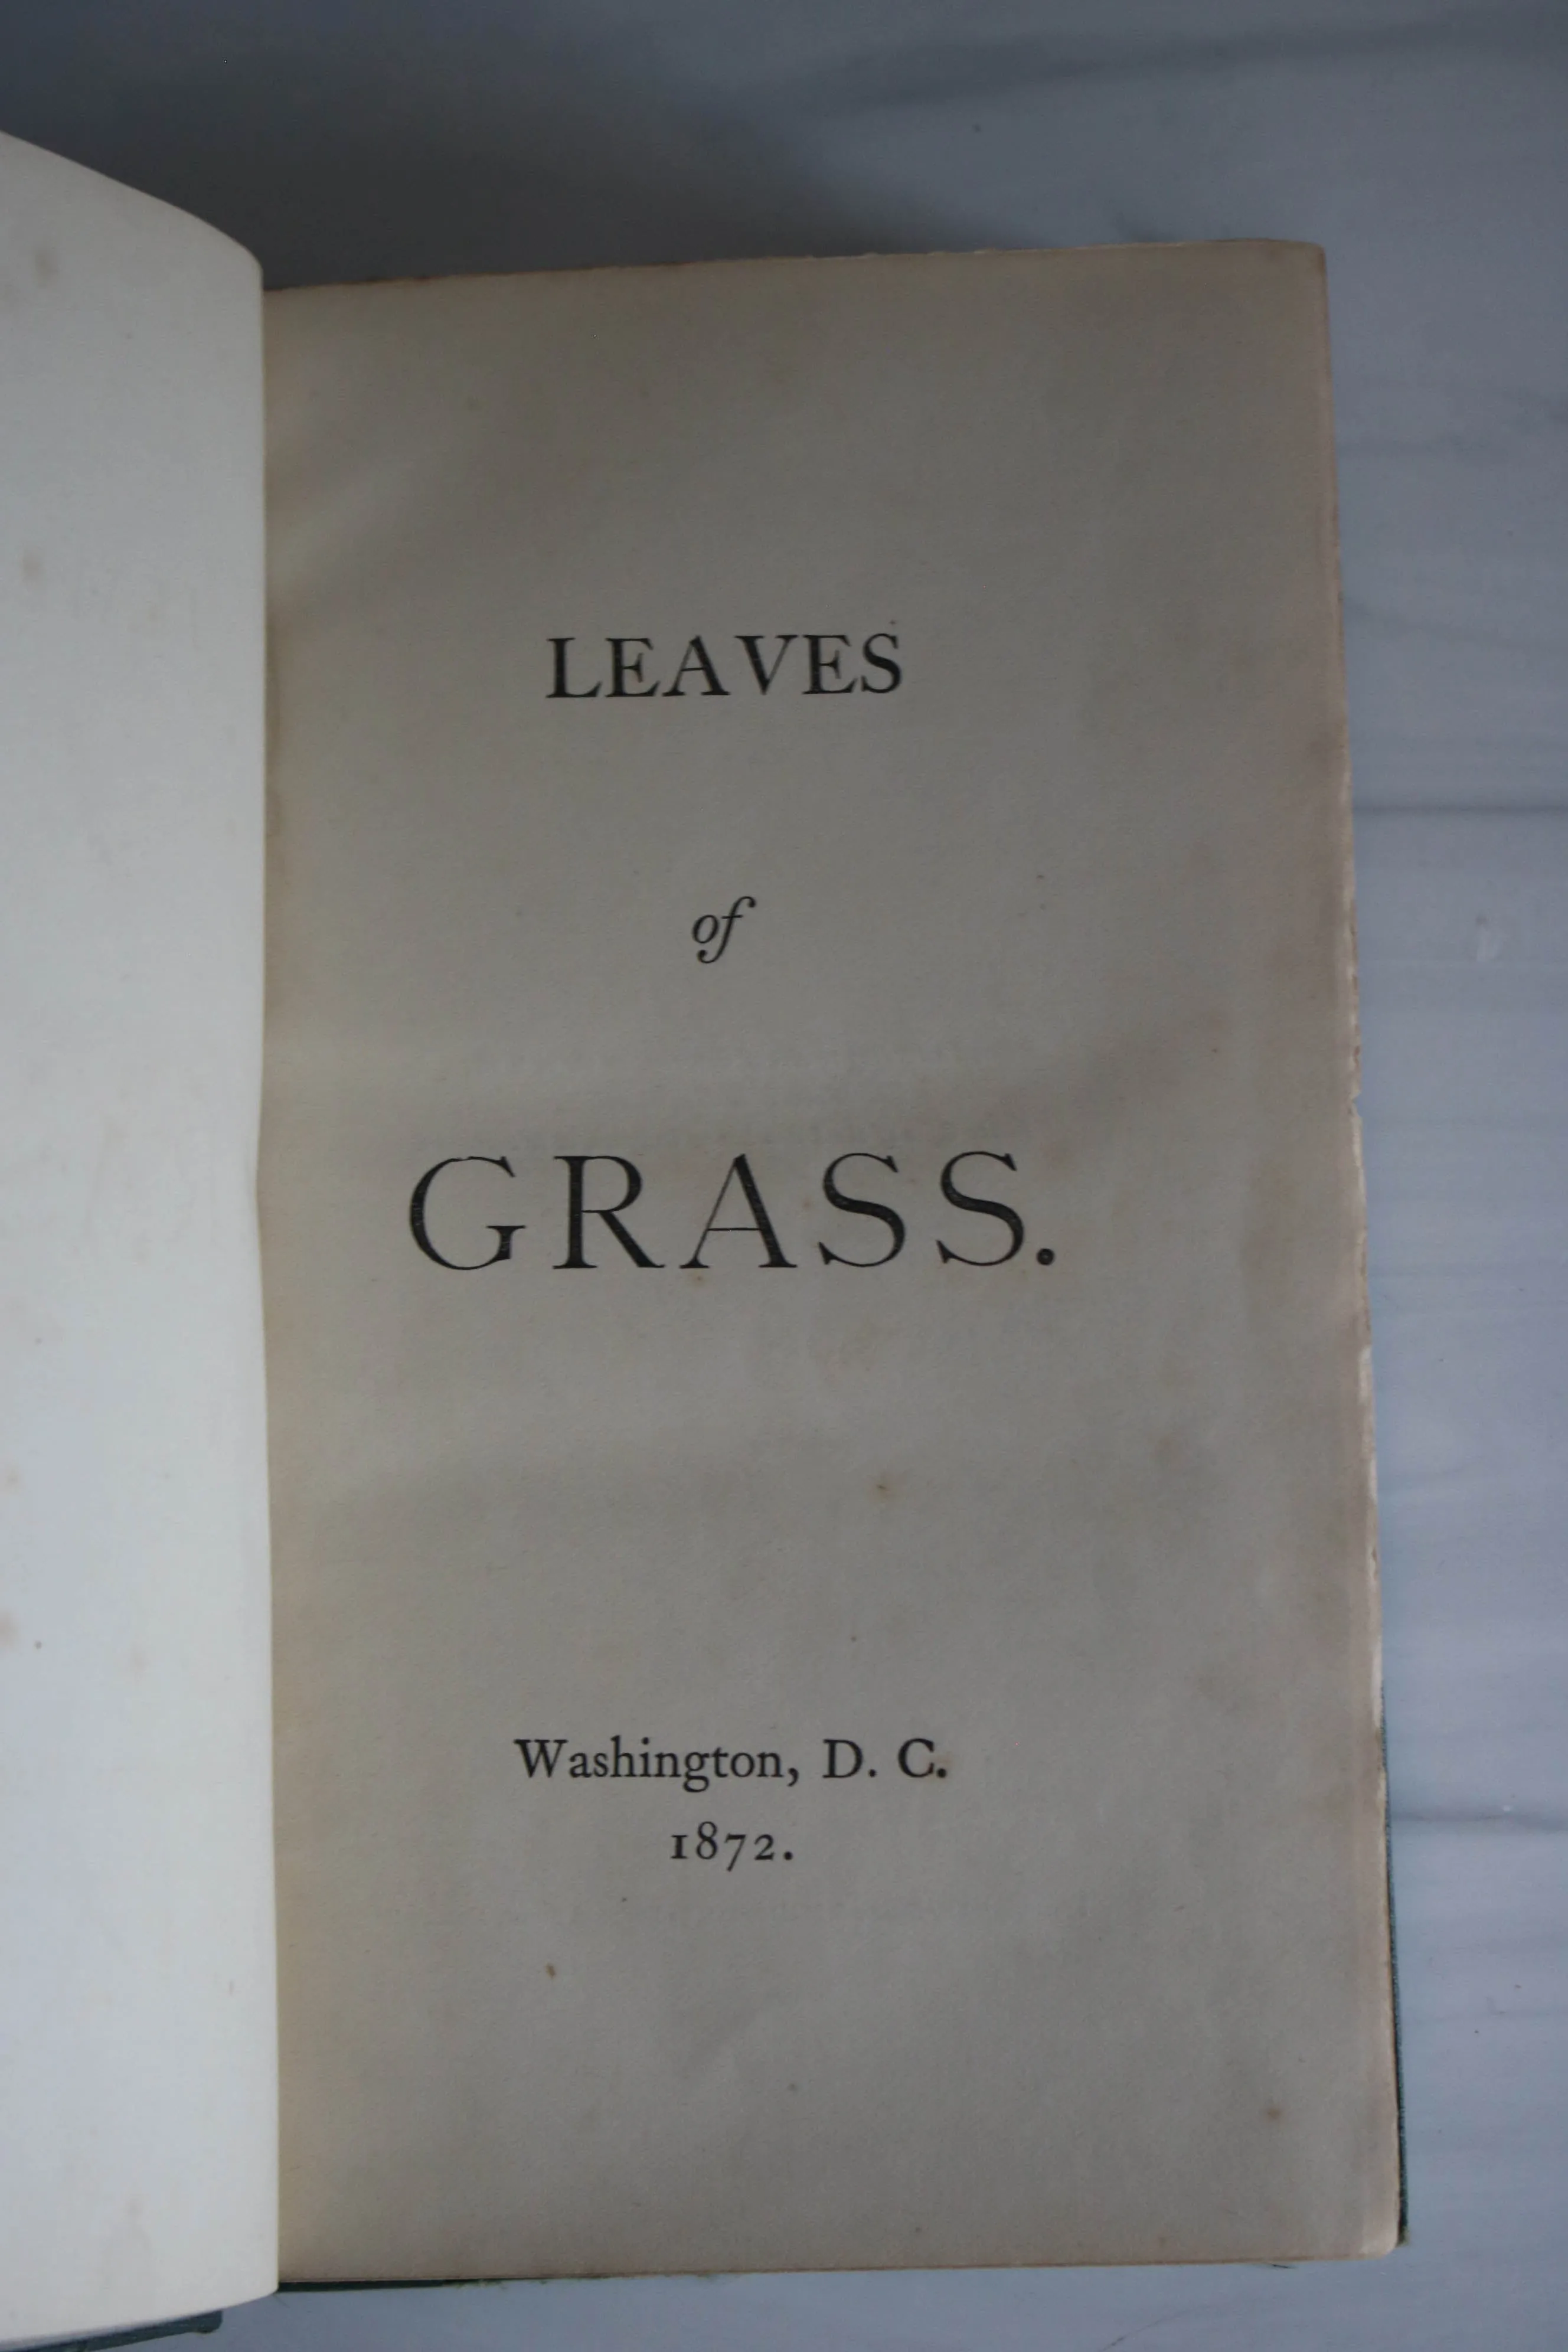 LEAVES
of
GRASS.
Washington, D. C.
1872.